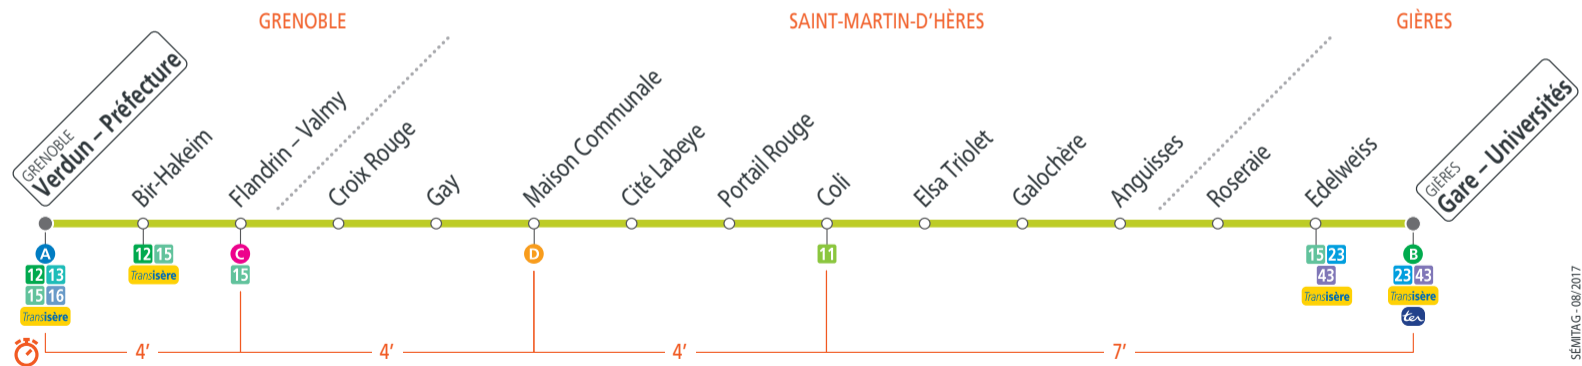 GRENOBLE
SAINT-MARTIN-D’HÈRES
GIÈRES
GRENOBLE
Verdun – Préfecture
Bir-Hakeim
Flandrin – Valmy
Croix Rouge
Gay
Maison Communale
Cité Labeye
Portail Rouge
Coli
Elsa Triolet
Galochère
Anguisses
Roseraie
Edelweiss
GIÈRES
Gare – Universités
A
12 13
15 16
Transisère
12 15
Transisère
C
15
D
11
15 23
43
Transisère
B
23 43
Transisère
ter
4’
4’
4’
7’
SÉMITAG - 08/2017